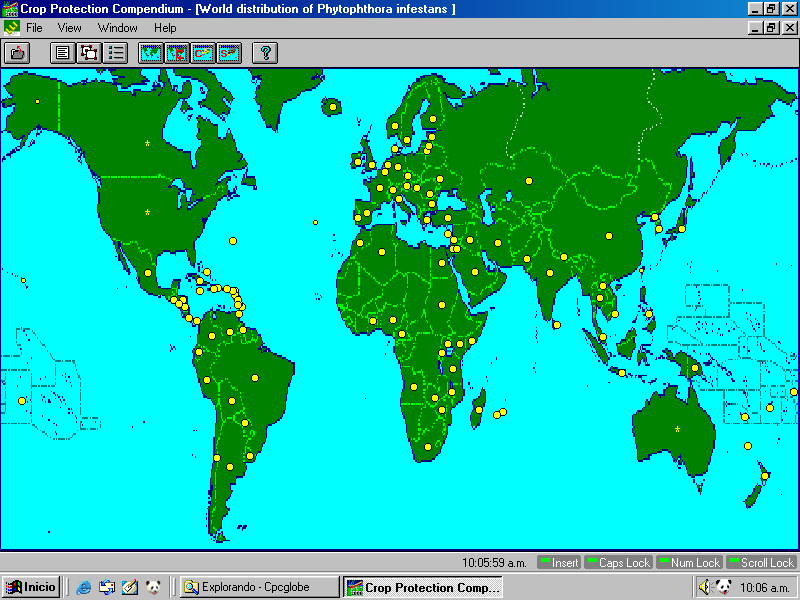 Crop Protection Compendium - [World distribution of Phytophthora infestans ]
File View Window Help
?
10:05:59 a.m. Insert Caps Lock Num Lock Scroll Lock
Inicio Explorando - Cpcglobe Crop Protection Comp... 10:06 a.m.